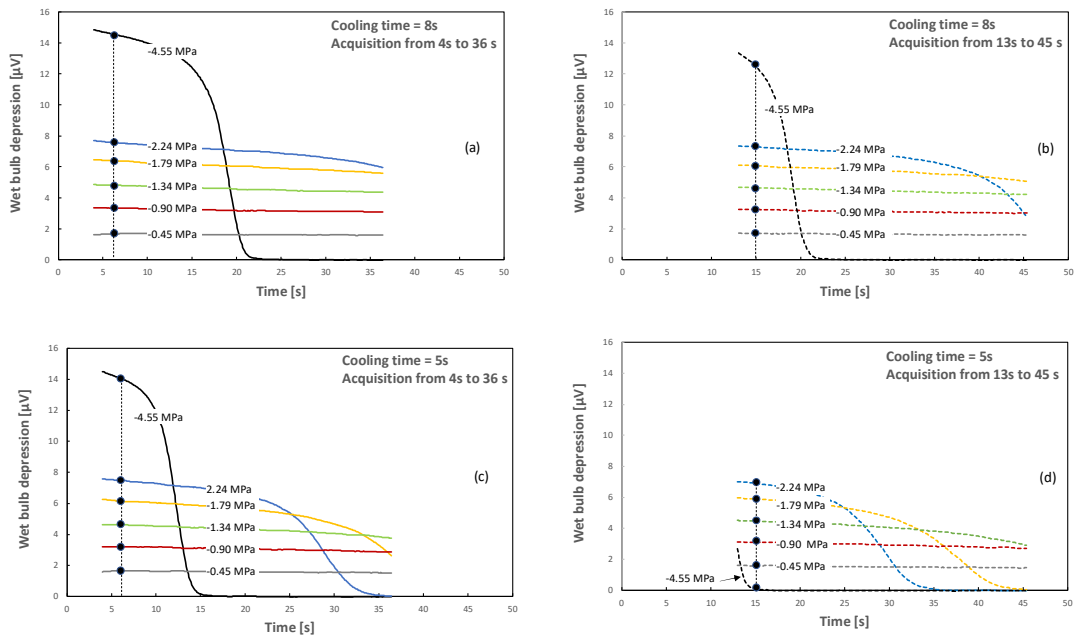 Cooling time = 8s
Acquisition from 4s to 36 s
Wet bulb depression [µV]
16
14
12
10
8
6
4
2
0
-4.55 MPa
-2.24 MPa
-1.79 MPa
-1.34 MPa
-0.90 MPa
-0.45 MPa
(a)
0 5 10 15 20 25 30 35 40 45 50
Time [s]
Cooling time = 8s
Acquisition from 13s to 45 s
Wet bulb depression [µV]
16
14
12
10
8
6
4
2
0
-4.55 MPa
-2.24 MPa
-1.79 MPa
-1.34 MPa
-0.90 MPa
-0.45 MPa
(b)
0 5 10 15 20 25 30 35 40 45 50
Time [s]
Cooling time = 5s
Acquisition from 4s to 36 s
Wet bulb depression [µV]
16
14
12
10
8
6
4
2
0
-4.55 MPa
2.24 MPa
-1.79 MPa
-1.34 MPa
-0.90 MPa
-0.45 MPa
(c)
0 5 10 15 20 25 30 35 40 45 50
Time [s]
Cooling time = 5s
Acquisition from 13s to 45 s
Wet bulb depression [µV]
16
14
12
10
8
6
4
2
0
-2.24 MPa
-1.79 MPa
-1.34 MPa
-0.90 MPa
-0.45 MPa
-4.55 MPa
(d)
0 5 10 15 20 25 30 35 40 45 50
Time [s]